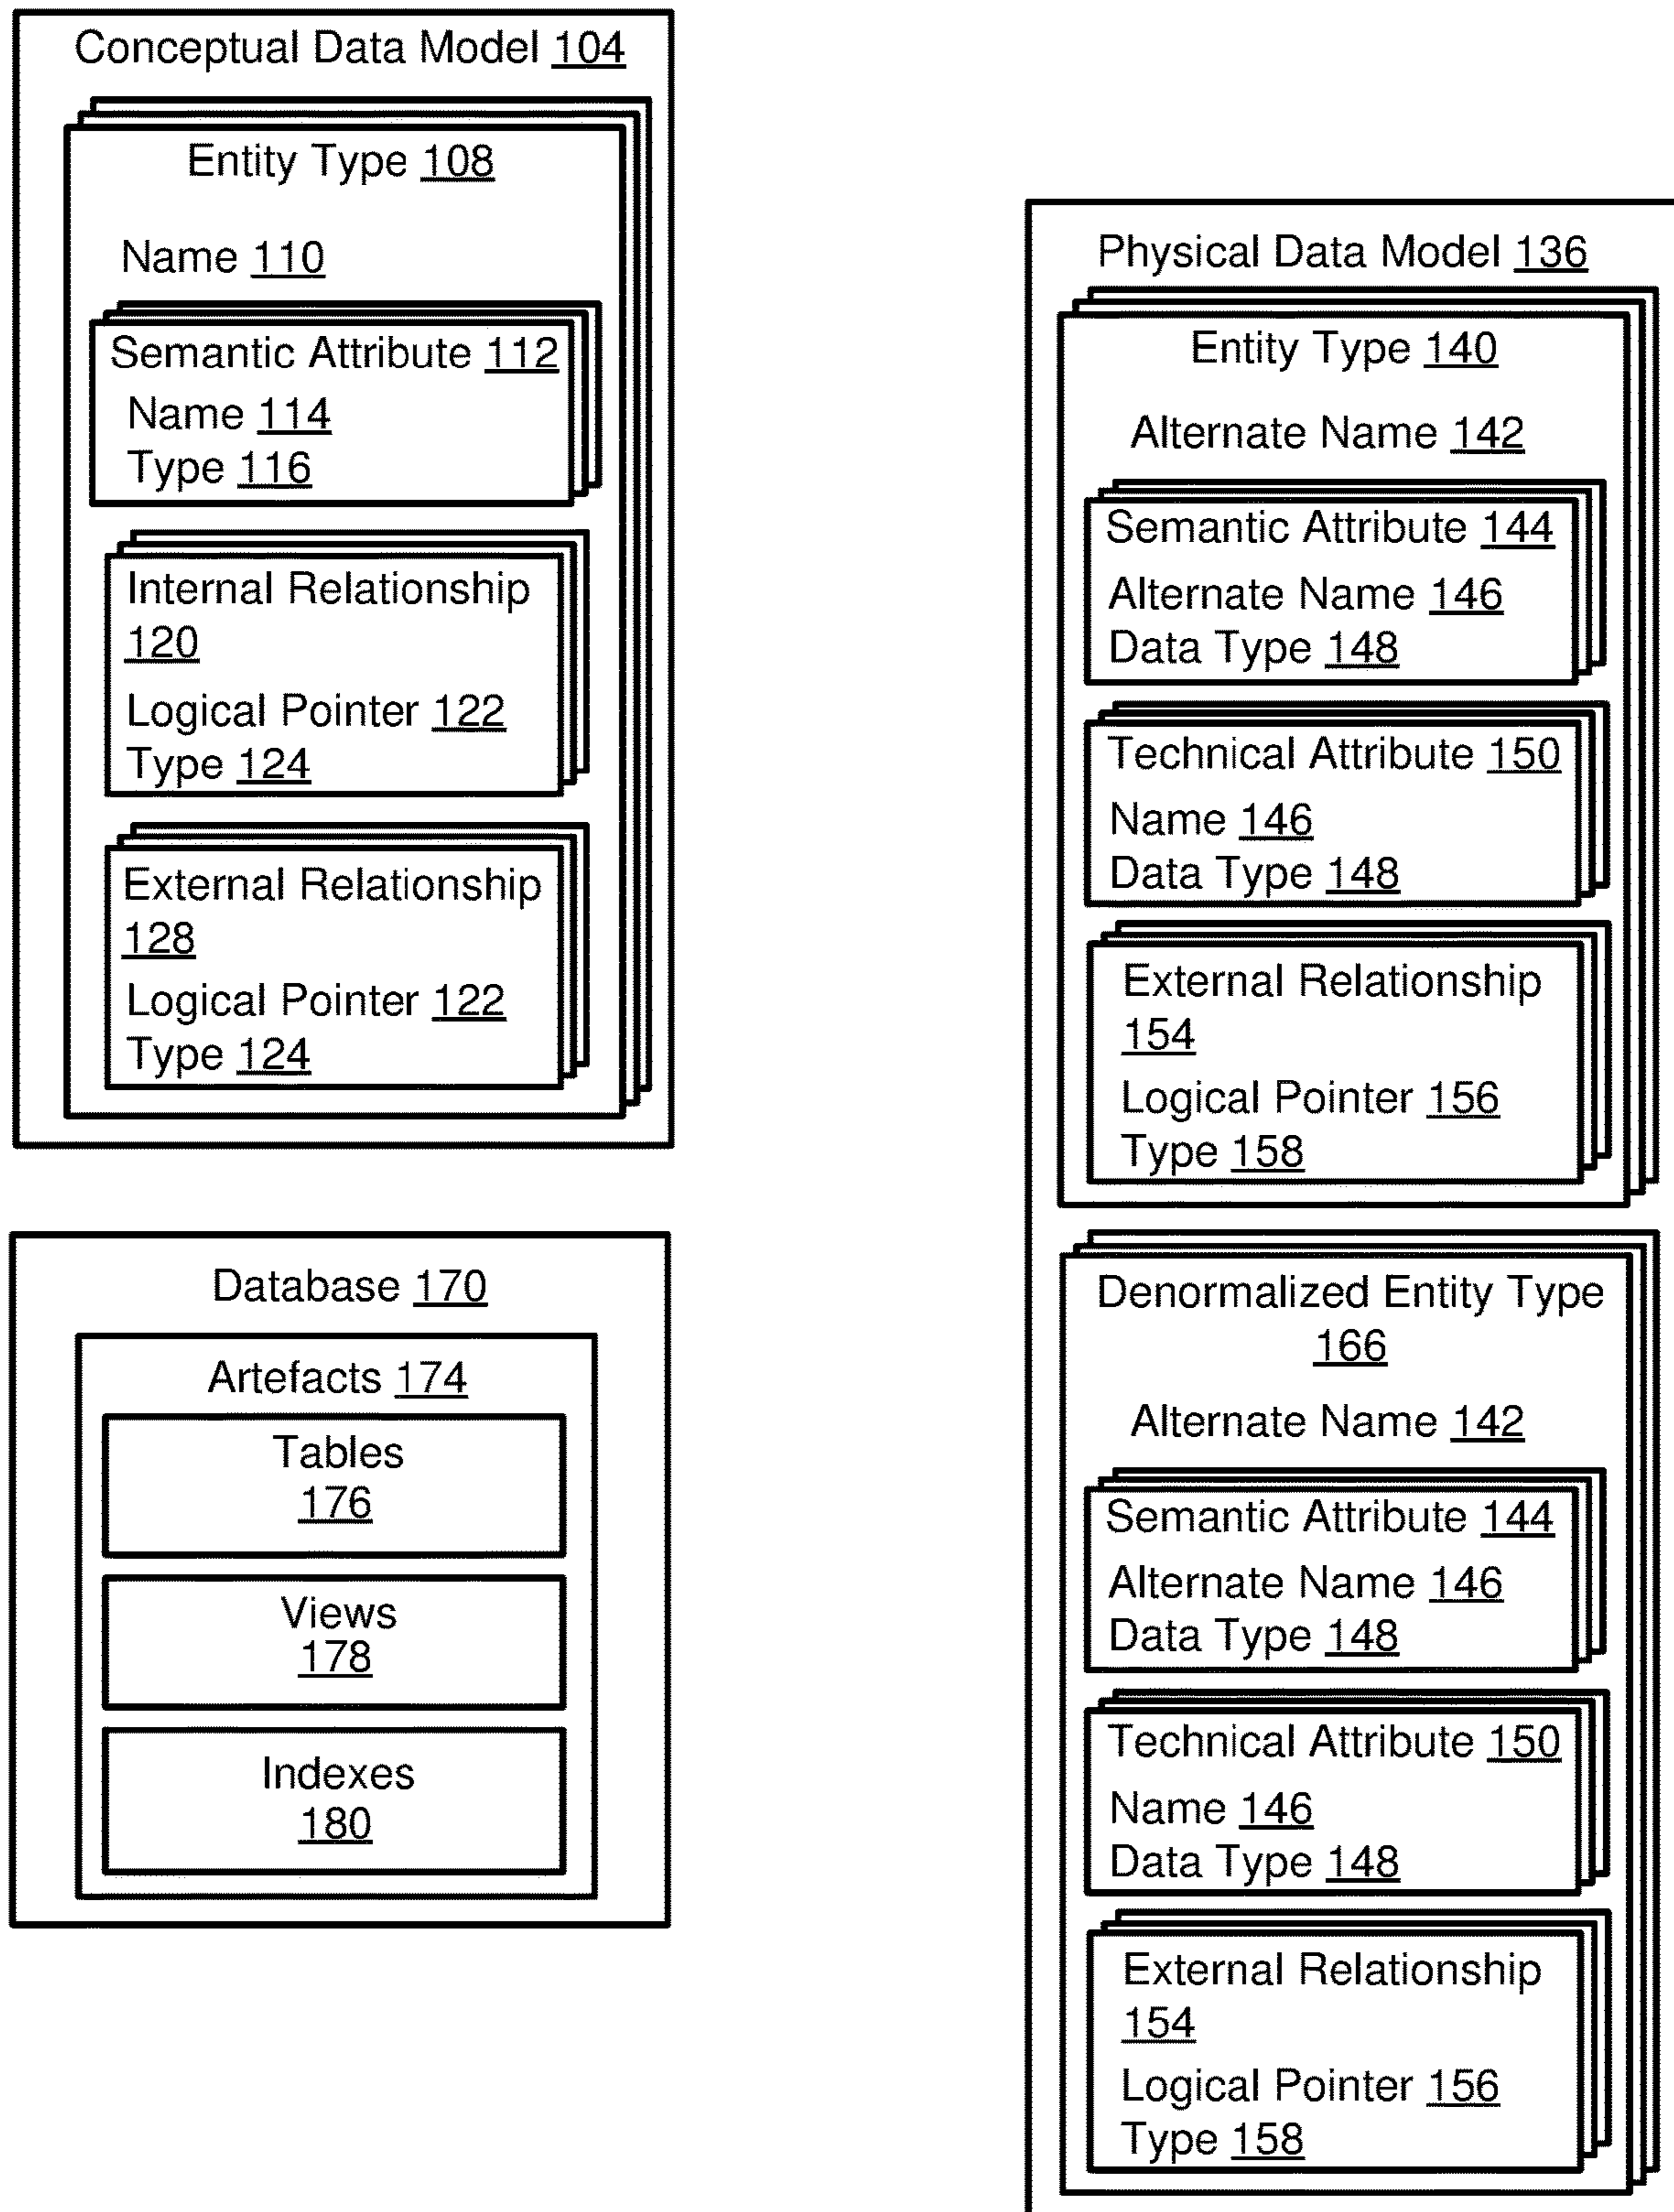 Conceptual Data Model 104
Entity Type 108
Name 110
Semantic Attribute 112
Name 114
Type 116
Internal Relationship
120
Logical Pointer 122
Type 124
External Relationship
128
Logical Pointer 122
Type 124
Database 170
Artefacts 174
Tables
176
Views
178
Indexes
180
Physical Data Model 136
Entity Type 140
Alternate Name 142
Semantic Attribute 144
Alternate Name 146
Data Type 148
Technical Attribute 150
Name 146
Data Type 148
External Relationship
154
Logical Pointer 156
Type 158
Denormalized Entity Type
166
Alternate Name 142
Semantic Attribute 144
Alternate Name 146
Data Type 148
Technical Attribute 150
Name 146
Data Type 148
External Relationship
154
Logical Pointer 156
Type 158